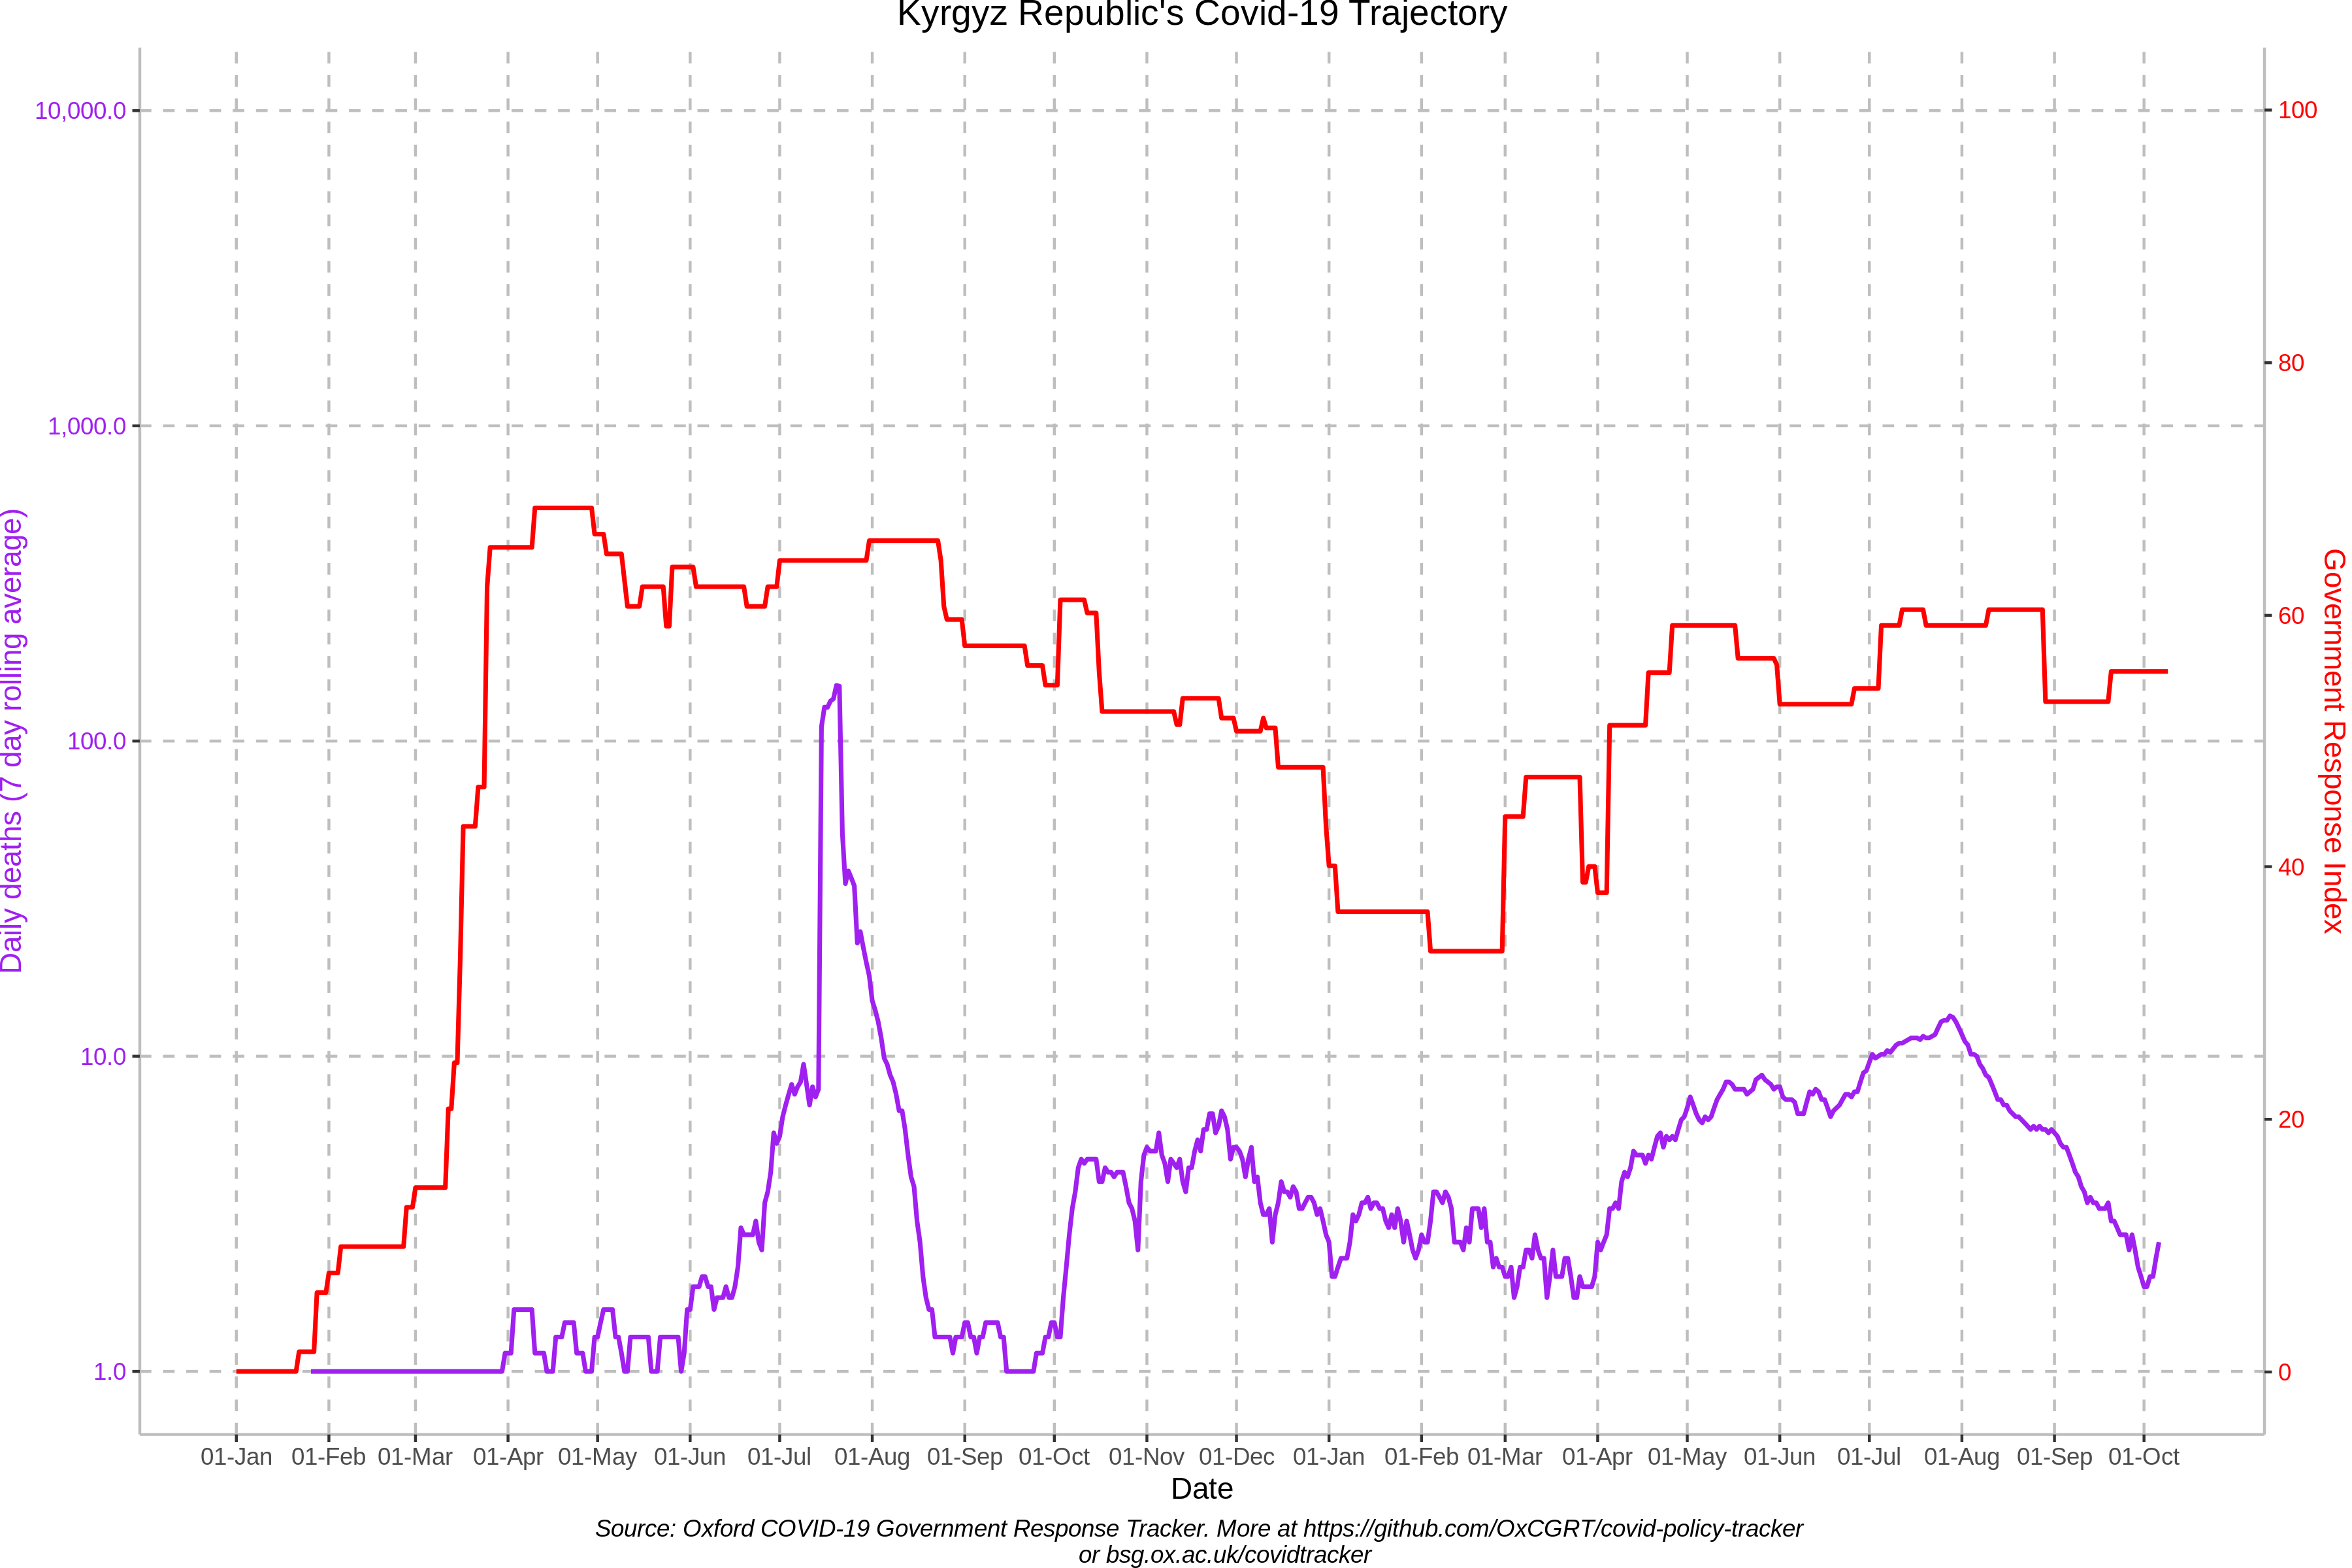 Kyrgyz Republic's Covid-19 Trajectory
10,000.0
1,000.0
100.0
10.0
1.0
Daily deaths (7 day rolling average)
100
80
60
40
20
0
Government Response Index
01-Jan 01-Feb 01-Mar 01-Apr 01-May 01-Jun 01-Jul 01-Aug 01-Sep 01-Oct 01-Nov 01-Dec 01-Jan 01-Feb 01-Mar 01-Apr 01-May 01-Jun 01-Jul 01-Aug 01-Sep 01-Oct
Date
Source: Oxford COVID-19 Government Response Tracker. More at https://github.com/OxCGRT/covid-policy-tracker
or bsg.ox.ac.uk/covidtracker